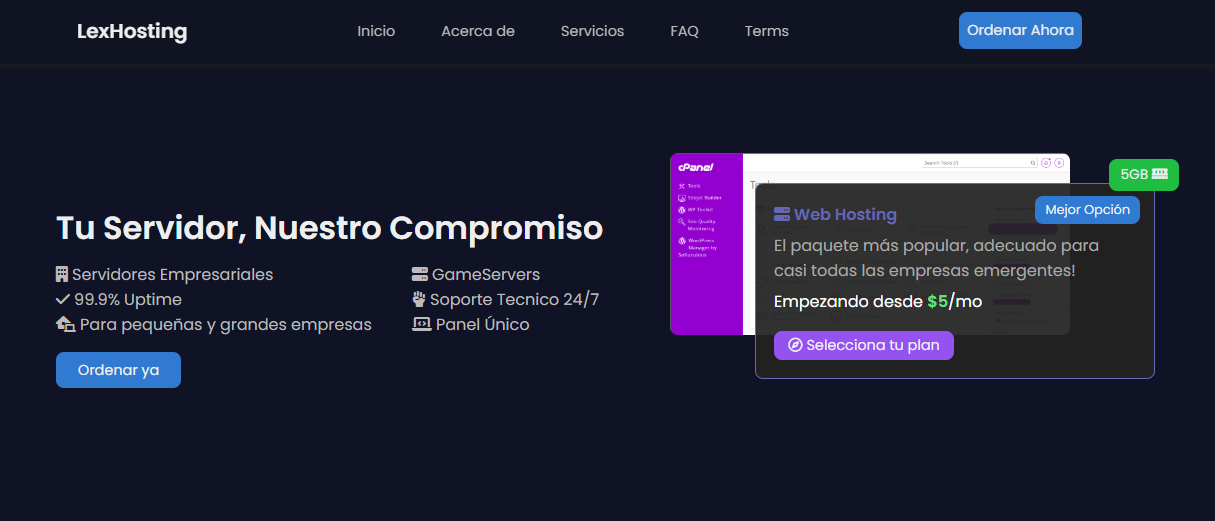 LexHosting
Inicio
Acerca de
Servicios
FAQ
Terms
Ordenar Ahora
Tu Servidor, Nuestro Compromiso
Servidores Empresariales
GameServers
99.9% Uptime
Soporte Tecnico 24/7
Para pequeñas y grandes empresas
Panel Único
Ordenar ya
cPanel
Search Tools (/)
Tools
Tools
Sitejet Builder
WP Toolkit
Site Quality
Monitoring
WordPress
Manager by
Softaculous
5GB
Mejor Opción
Web Hosting
El paquete más popular, adecuado para
casi todas las empresas emergentes!
Empezando desde $5/mo
Selecciona tu plan